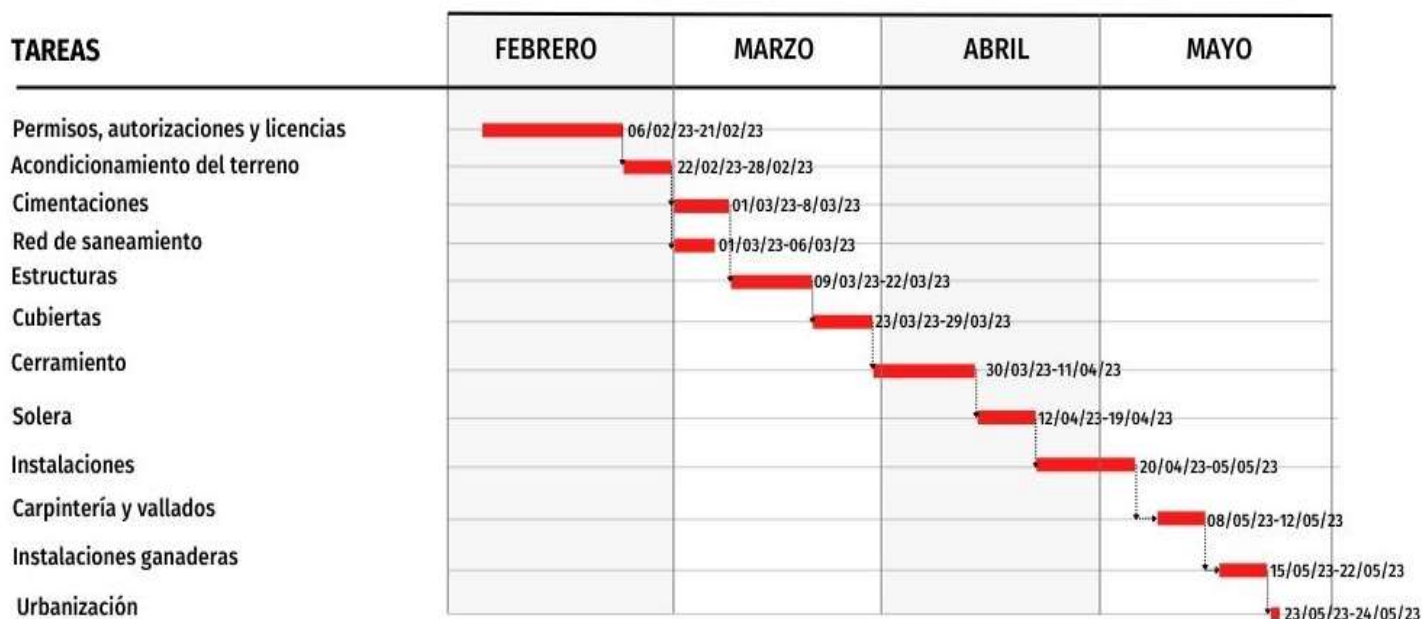 TAREAS FEBRERO MARZO ABRIL MAYO
Permisos, autorizaciones y licencias 06/02/23-21/02/23
Acondicionamiento del terreno 22/02/23-28/02/23
Cimentaciones 01/03/23-8/03/23
Red de saneamiento 01/03/23-06/03/23
Estructuras 09/03/23-22/03/23
Cubiertas 23/03/23-29/03/23
Cerramiento 30/03/23-11/04/23
Solera 12/04/23-19/04/23
Instalaciones 20/04/23-05/05/23
Carpintería y vallados 08/05/23-12/05/23
Instalaciones ganaderas 15/05/23-22/05/23
Urbanización 23/05/23-24/05/23